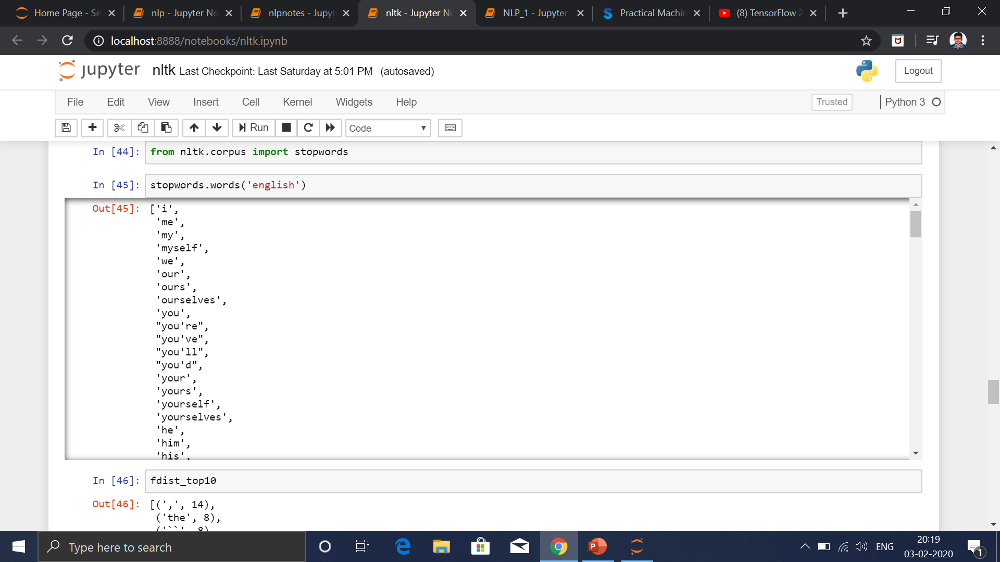 Home Page - Se
nlp - Jupyter No
nlpnotes - Jupyt
nltk - Jupyter No
NLP_1 - Jupyter
Practical Machin
(8) TensorFlow 2
localhost:8888/notebooks/nltk.ipynb
jupyter nltk Last Checkpoint: Last Saturday at 5:01 PM (autosaved)
Logout
File Edit View Insert Cell Kernel Widgets Help
Trusted
Python 3
Run
Code
In [44]: from nltk.corpus import stopwords
In [45]: stopwords.words('english')
Out[45]: ['i',
'me',
'my',
'myself',
'we',
'our',
'ours',
'ourselves',
'you',
"you're",
"you've",
"you'll",
"you'd",
'your',
'yours',
'yourself',
'yourselves',
'he',
'him',
'his',
In [46]: fdist_top10
Out[46]: [(',', 14),
('the', 8),
('``', 8)
Type here to search
ENG
20:19
03-02-2020
1